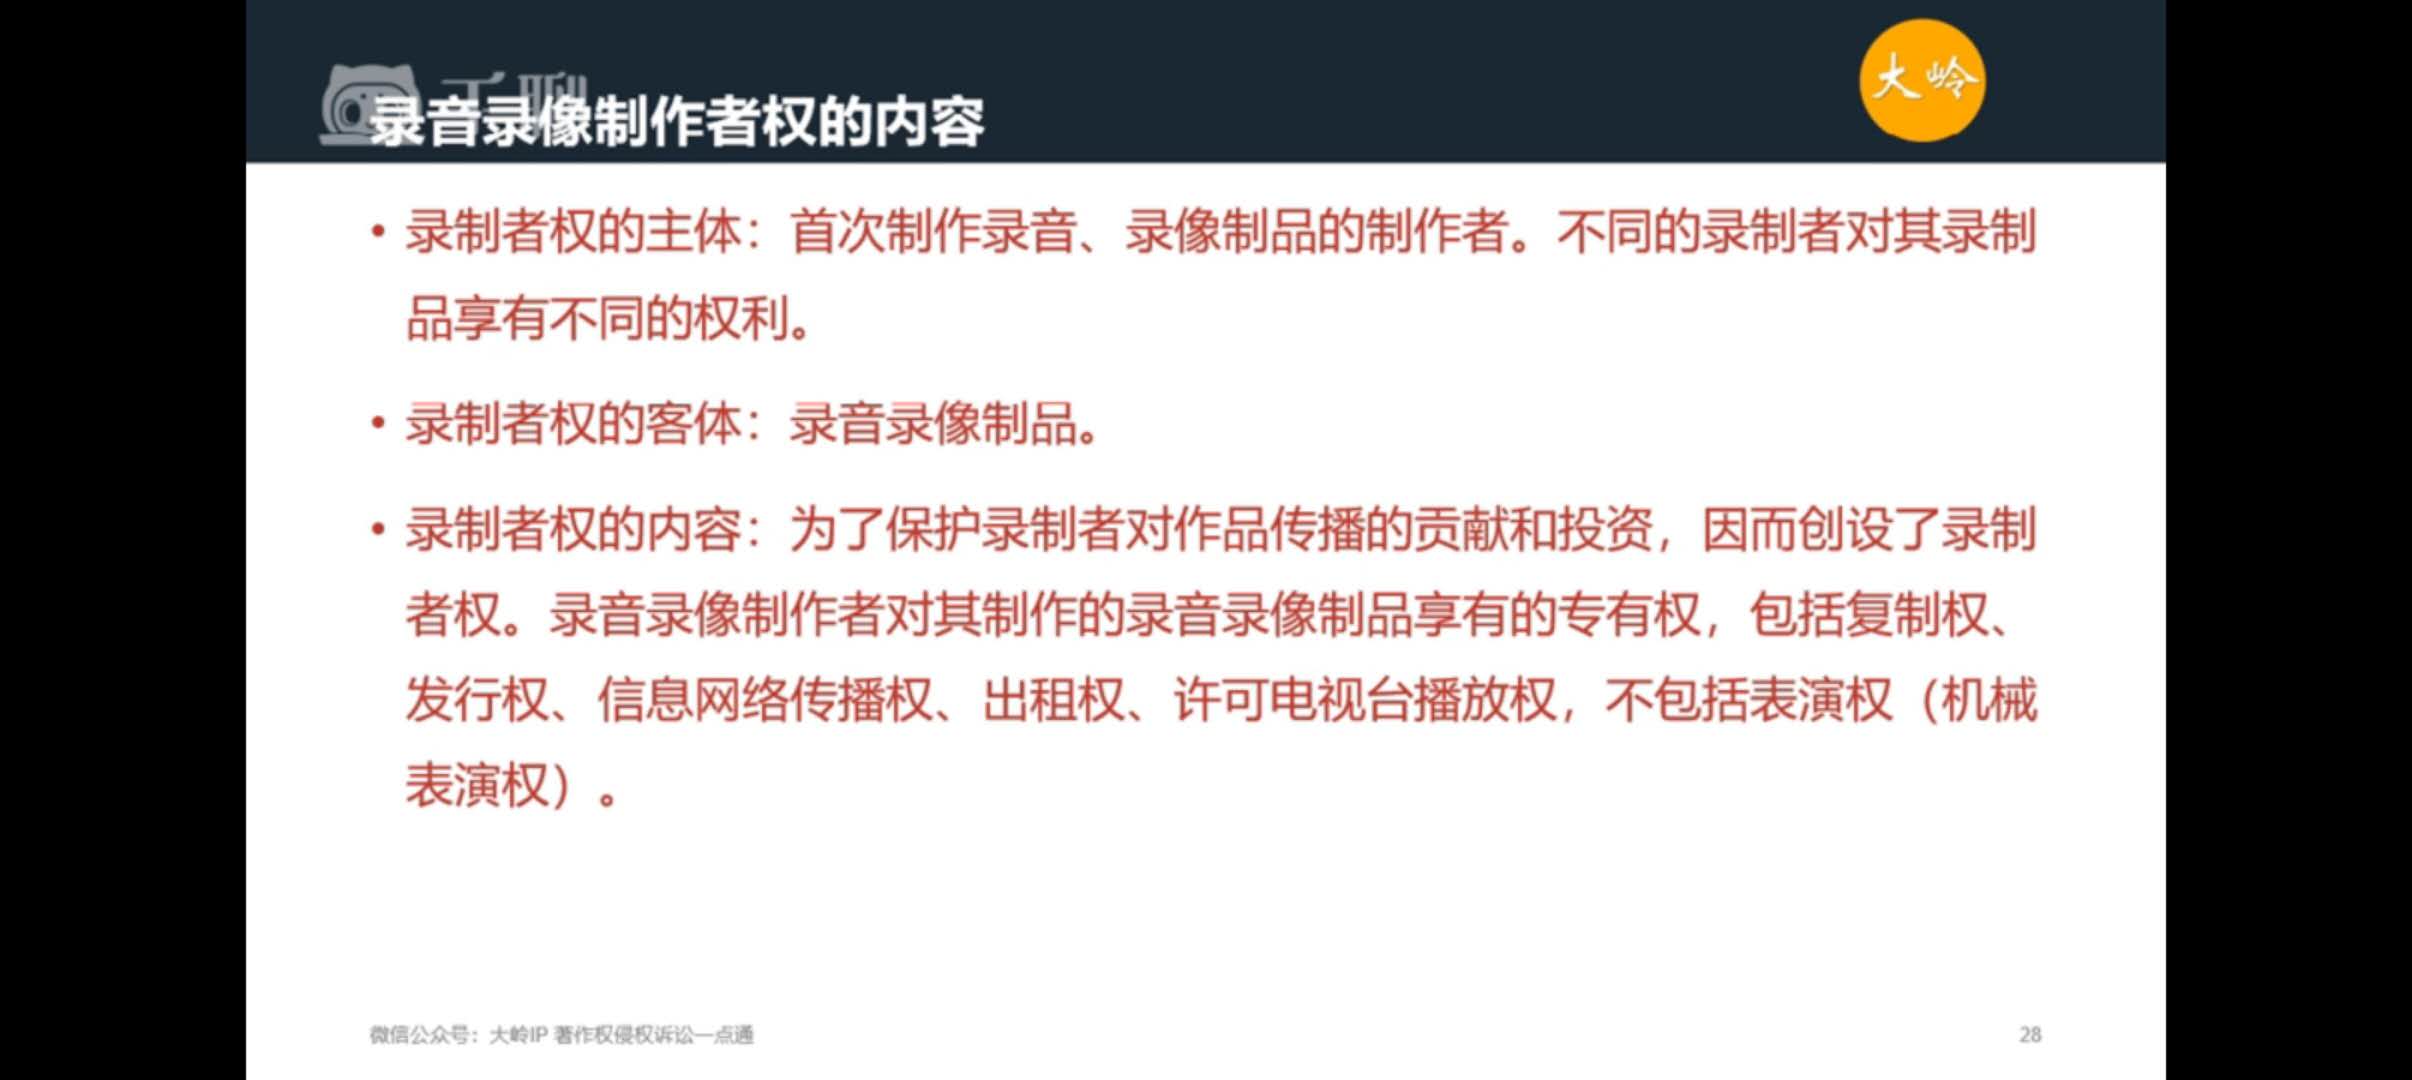 千聊
大岭
录音录像制作者权的内容
• 录制者权的主体：首次制作录音、录像制品的制作者。不同的录制者对其录制
品享有不同的权利。
• 录制者权的客体：录音录像制品。
• 录制者权的内容：为了保护录制者对作品传播的贡献和投资，因而创设了录制
者权。录音录像制作者对其制作的录音录像制品享有的专有权，包括复制权、
发行权、信息网络传播权、出租权、许可电视台播放权，不包括表演权（机械
表演权）。
微信公众号：大岭IP 著作权侵权诉讼一点通
28